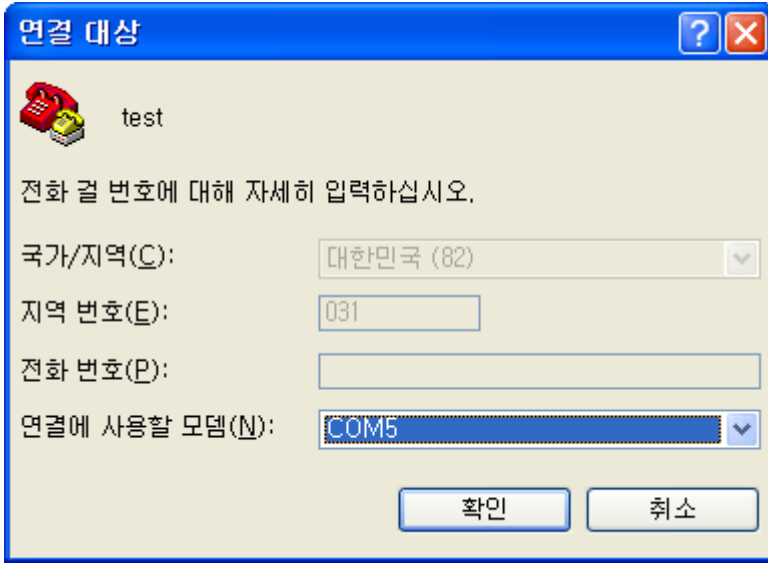 연결 대상
test
전화 걸 번호에 대해 자세히 입력하십시오.
국가/지역(C): 대한민국 (82)
지역 번호(E): 031
전화 번호(P):
연결에 사용할 모뎀(N): COM5
확인 취소